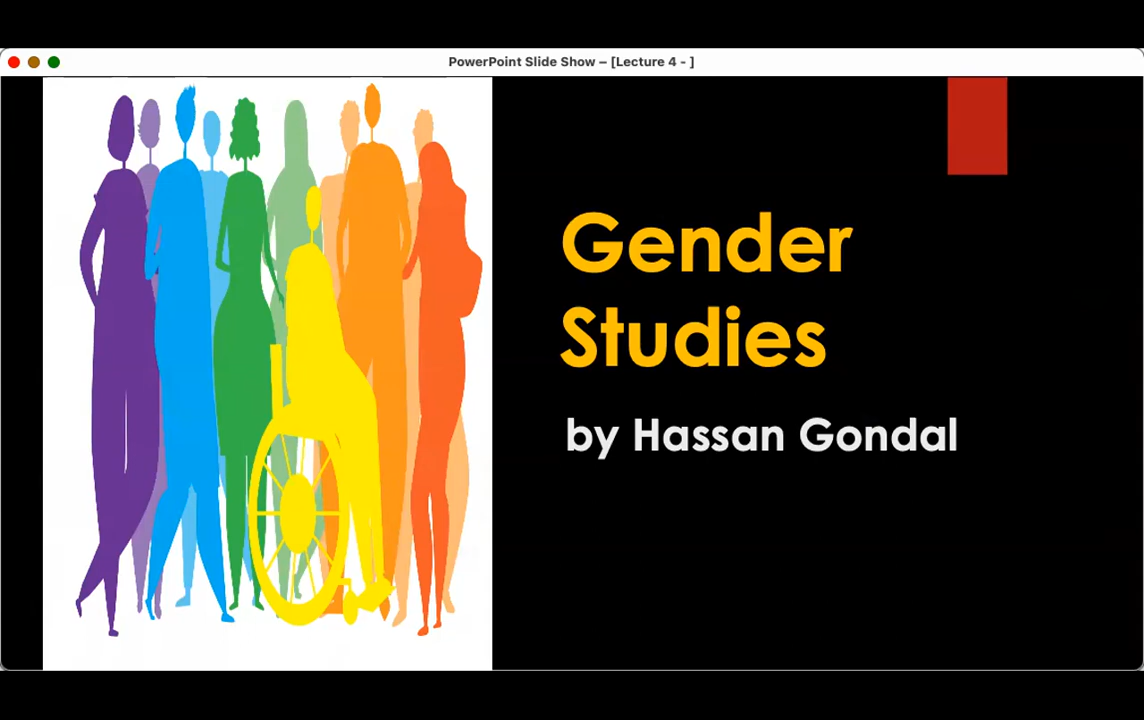 PowerPoint Slide Show – [Lecture 4 - ]
Gender
Studies
by Hassan Gondal